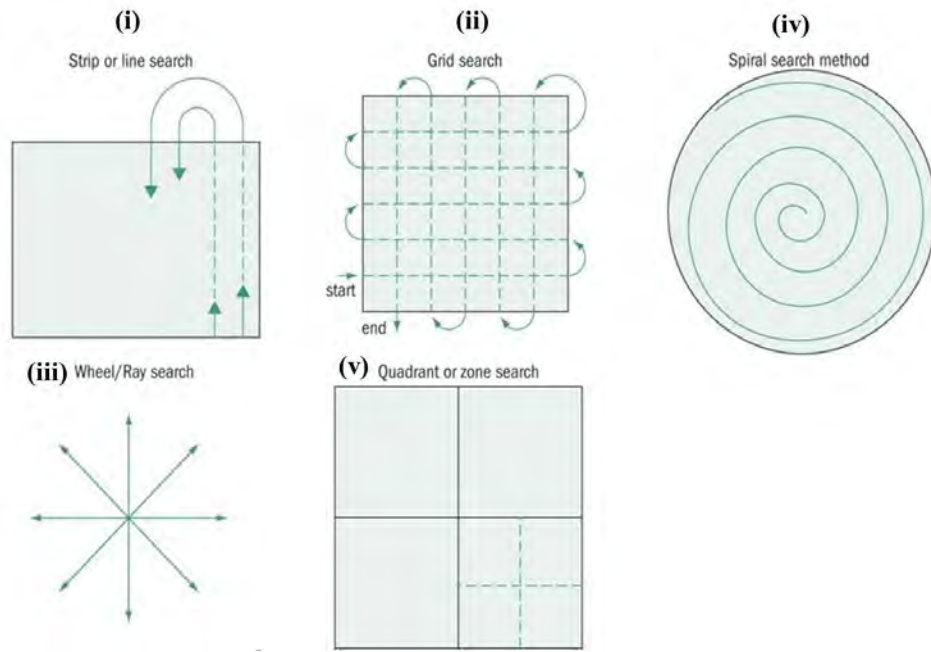 (i)
Strip or line search
(ii)
Grid search
start
end
(iv)
Spiral search method
(iii) Wheel/Ray search
(v) Quadrant or zone search